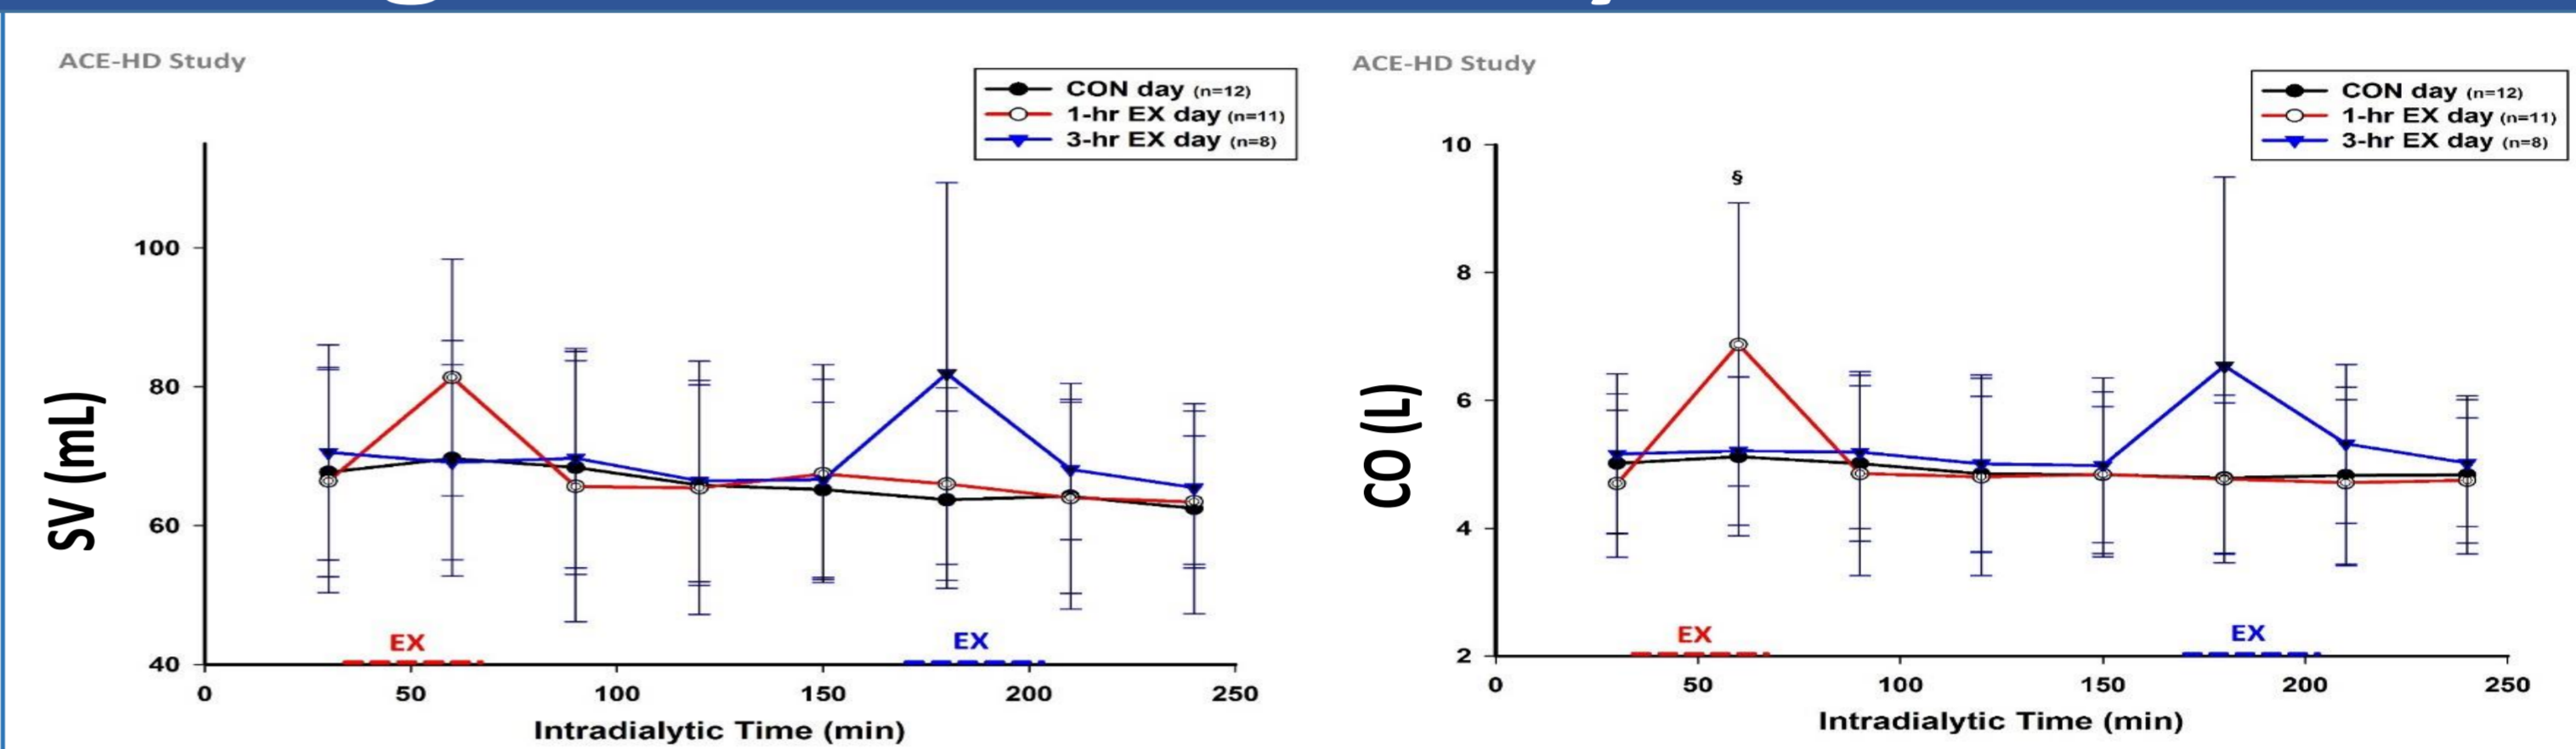 ACE-HD Study
CON day (n=12)
1-hr EX day (n=11)
3-hr EX day (n=8)
SV (mL)
100
80
60
40
EX
EX
0 50 100 150 200 250
Intradialytic Time (min)
ACE-HD Study
CON day (n=12)
1-hr EX day (n=11)
3-hr EX day (n=8)
CO (L)
10
§
8
6
4
2
EX
EX
0 50 100 150 200 250
Intradialytic Time (min)